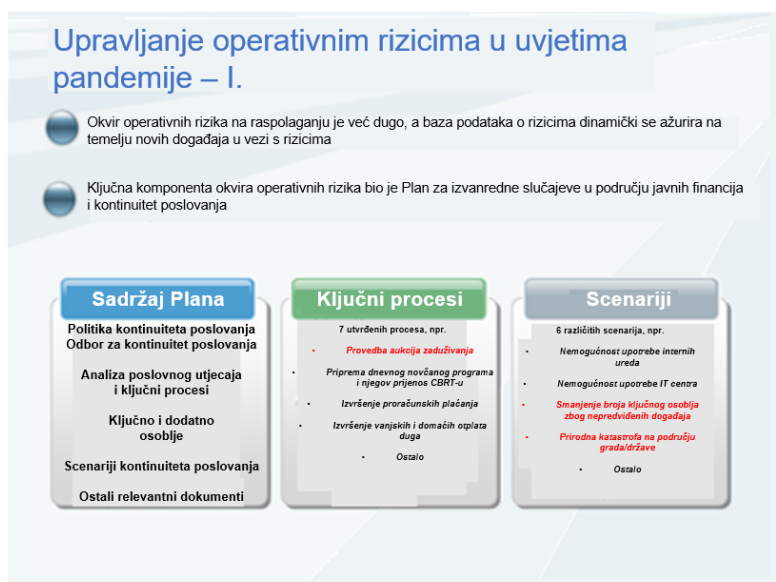 Upravljanje operativnim rizicima u uvjetima
pandemije – I.
Okvir operativnih rizika na raspolaganju je već dugo, a baza podataka o rizicima dinamički se ažurira na
temelju novih događaja u vezi s rizicima
Ključna komponenta okvira operativnih rizika bio je Plan za izvanredne slučajeve u području javnih financija
i kontinuitet poslovanja
Sadržaj Plana
Politika kontinuiteta poslovanja
Odbor za kontinuitet poslovanja
Analiza poslovnog utjecaja
i ključni procesi
Ključno i dodatno
osoblje
Scenariji kontinuiteta poslovanja
Ostali relevantni dokumenti
Ključni procesi
7 utvrđenih procesa, npr.
• Provedba aukcija zaduživanja
• Priprema dnevnog novčanog programa
i njegov prijenos CBRT-u
• Izvršenje proračunskih plaćanja
• Izvršenje vanjskih i domaćih otplata
duga
• Ostalo
Scenariji
6 različitih scenarija, npr.
• Nemogućnost upotrebe internih
ureda
• Nemogućnost upotrebe IT centra
• Smanjenje broja ključnog osoblja
zbog nepredviđenih događaja
• Prirodna katastrofa na području
grada/države
• Ostalo